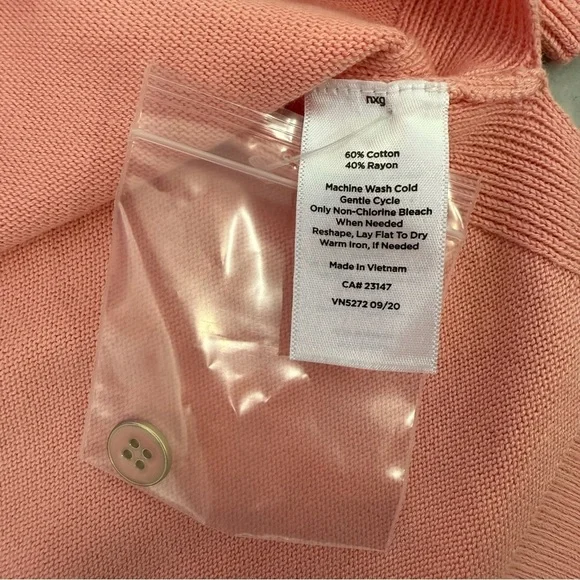 nxg
60% Cotton
40% Rayon
Machine Wash Cold
Gentle Cycle
Only Non-Chlorine Bleach
When Needed
Reshape, Lay Flat To Dry
Warm Iron, If Needed
Made In Vietnam
CA# 23147
VN5272 09/20